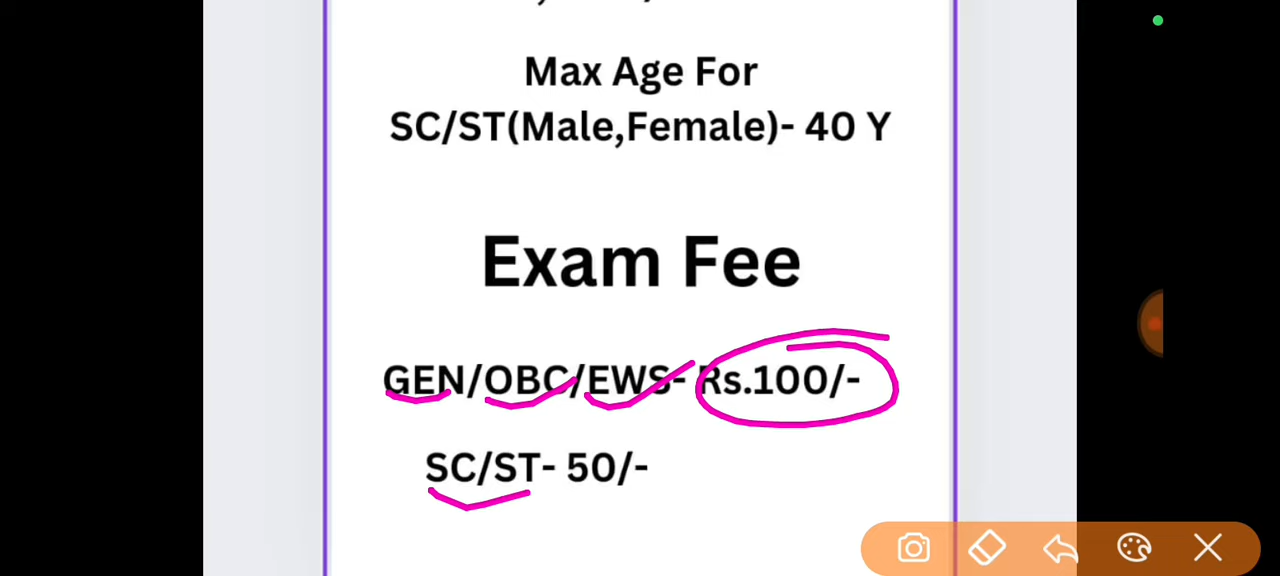 Max Age For
SC/ST(Male,Female)- 40 Y
Exam Fee
GEN/OBC/EWS- Rs.100/-
SC/ST- 50/-